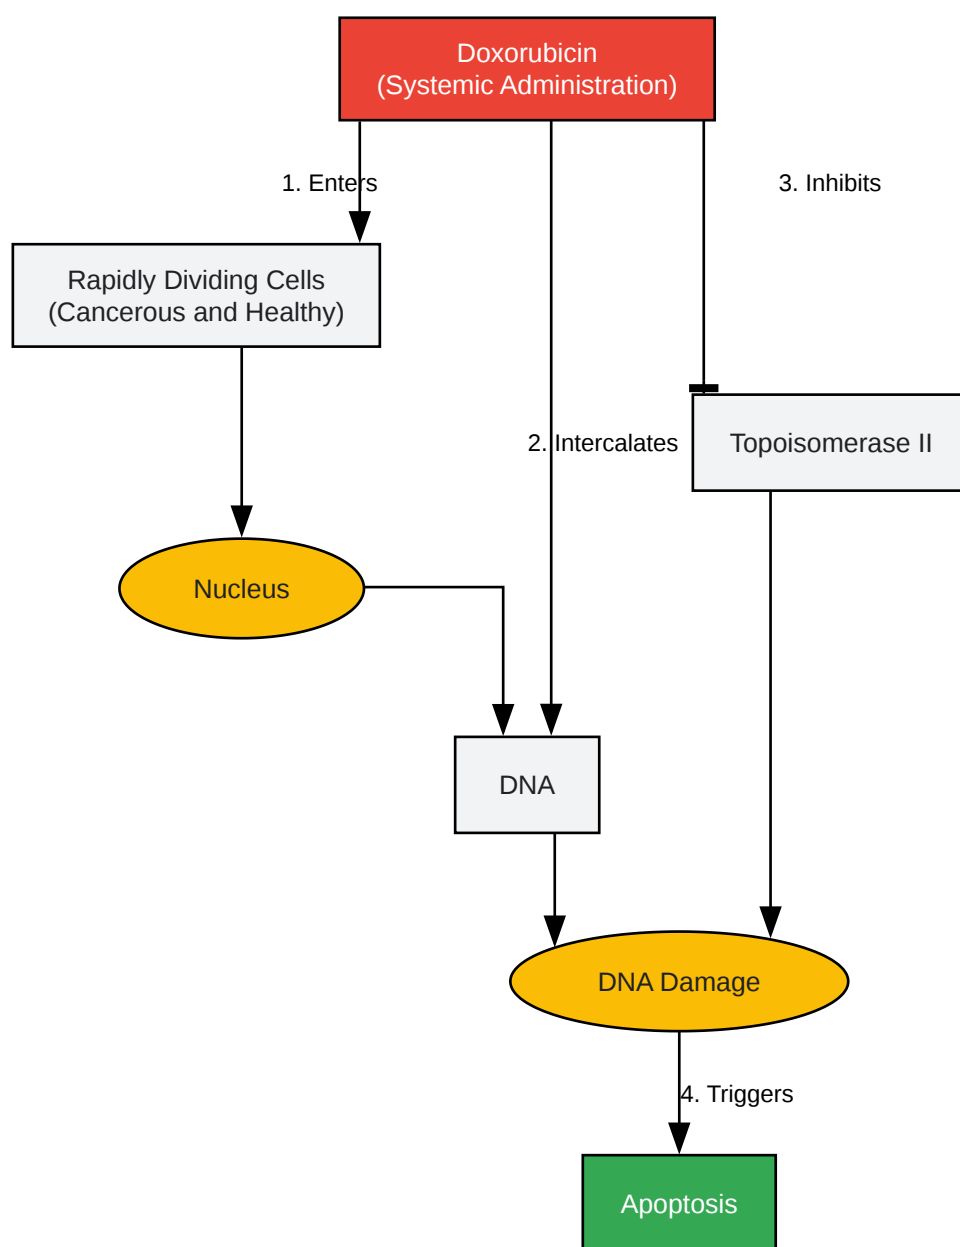 Doxorubicin
(Systemic Administration)
1. Enters
3. Inhibits
Rapidly Dividing Cells
(Cancerous and Healthy)
2. Intercalates
Topoisomerase II
Nucleus
DNA
DNA Damage
4. Triggers
Apoptosis